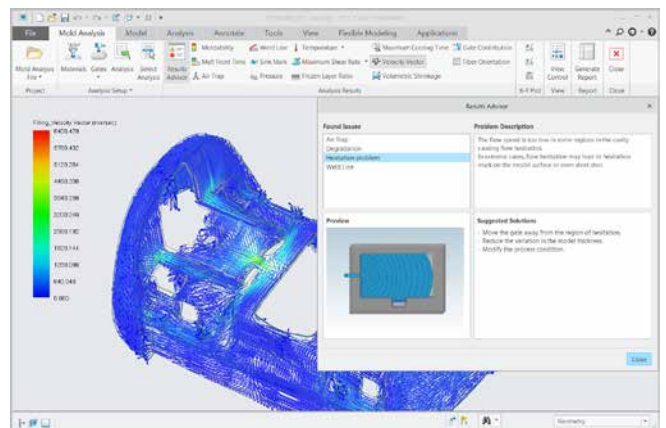 File Mold Analysis Model Analysis Annotate Tools View Flexible Modeling Applications
Moldability Weld Line Temperature Maximum Cooling Time Gate Contribution
Mold Analysis File Materials Gates Analysis Select Analysis Results Advisor Melt Front Time Sink Mark Maximum Shear Rate Velocity Vector Fiber Orientation View Control Generate Report Close
Air Trap Pressure Frozen Layer Ratio Volumetric Shrinkage
Project Analysis Setup Analysis Results X-Y Plot View Report Close
Results Advisor
Filling_Velocity Vector
Found Issues
Air Trap
Degradation
Hesitation problem
Weld Line
Problem Description
The flow speed is too low in some regions in the cavity
causing flow hesitation.
In extreme cases, flow hesitation may lead to hesitation
mark on the model surface or even short shot.
Preview
Suggested Solutions
- Move the gate away from the region of hesitation.
- Reduce the variation in the model thickness.
- Modify the process condition.
0.000
Close
Geometry